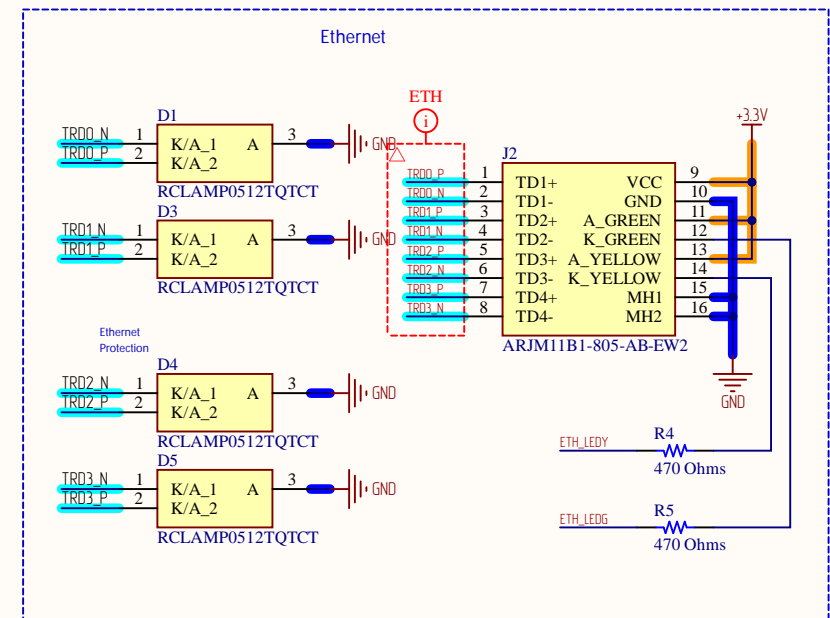 Ethernet
D1
TRD0_N 1 K/A_1 A 3 GND
TRD0_P 2 K/A_2
RCLAMP0512TQTCT
D3
TRD1_N 1 K/A_1 A 3 GND
TRD1_P 2 K/A_2
RCLAMP0512TQTCT
Ethernet
Protection
D4
TRD2_N 1 K/A_1 A 3 GND
TRD2_P 2 K/A_2
RCLAMP0512TQTCT
D5
TRD3_N 1 K/A_1 A 3 GND
TRD3_P 2 K/A_2
RCLAMP0512TQTCT
ETH
i
+3.3V
J2
TRD0_P 1 TD1+ VCC 9
TRD0_N 2 TD1- GND 10
TRD1_P 3 TD2+ A_GREEN 11
TRD1_N 4 TD2- K_GREEN 12
TRD2_P 5 TD3+ A_YELLOW 13
TRD2_N 6 TD3- K_YELLOW 14
TRD3_P 7 TD4+ MH1 15
TRD3_N 8 TD4- MH2 16
ARJM11B1-805-AB-EW2
GND
ETH_LEDY R4
470 Ohms
ETH_LEDG R5
470 Ohms